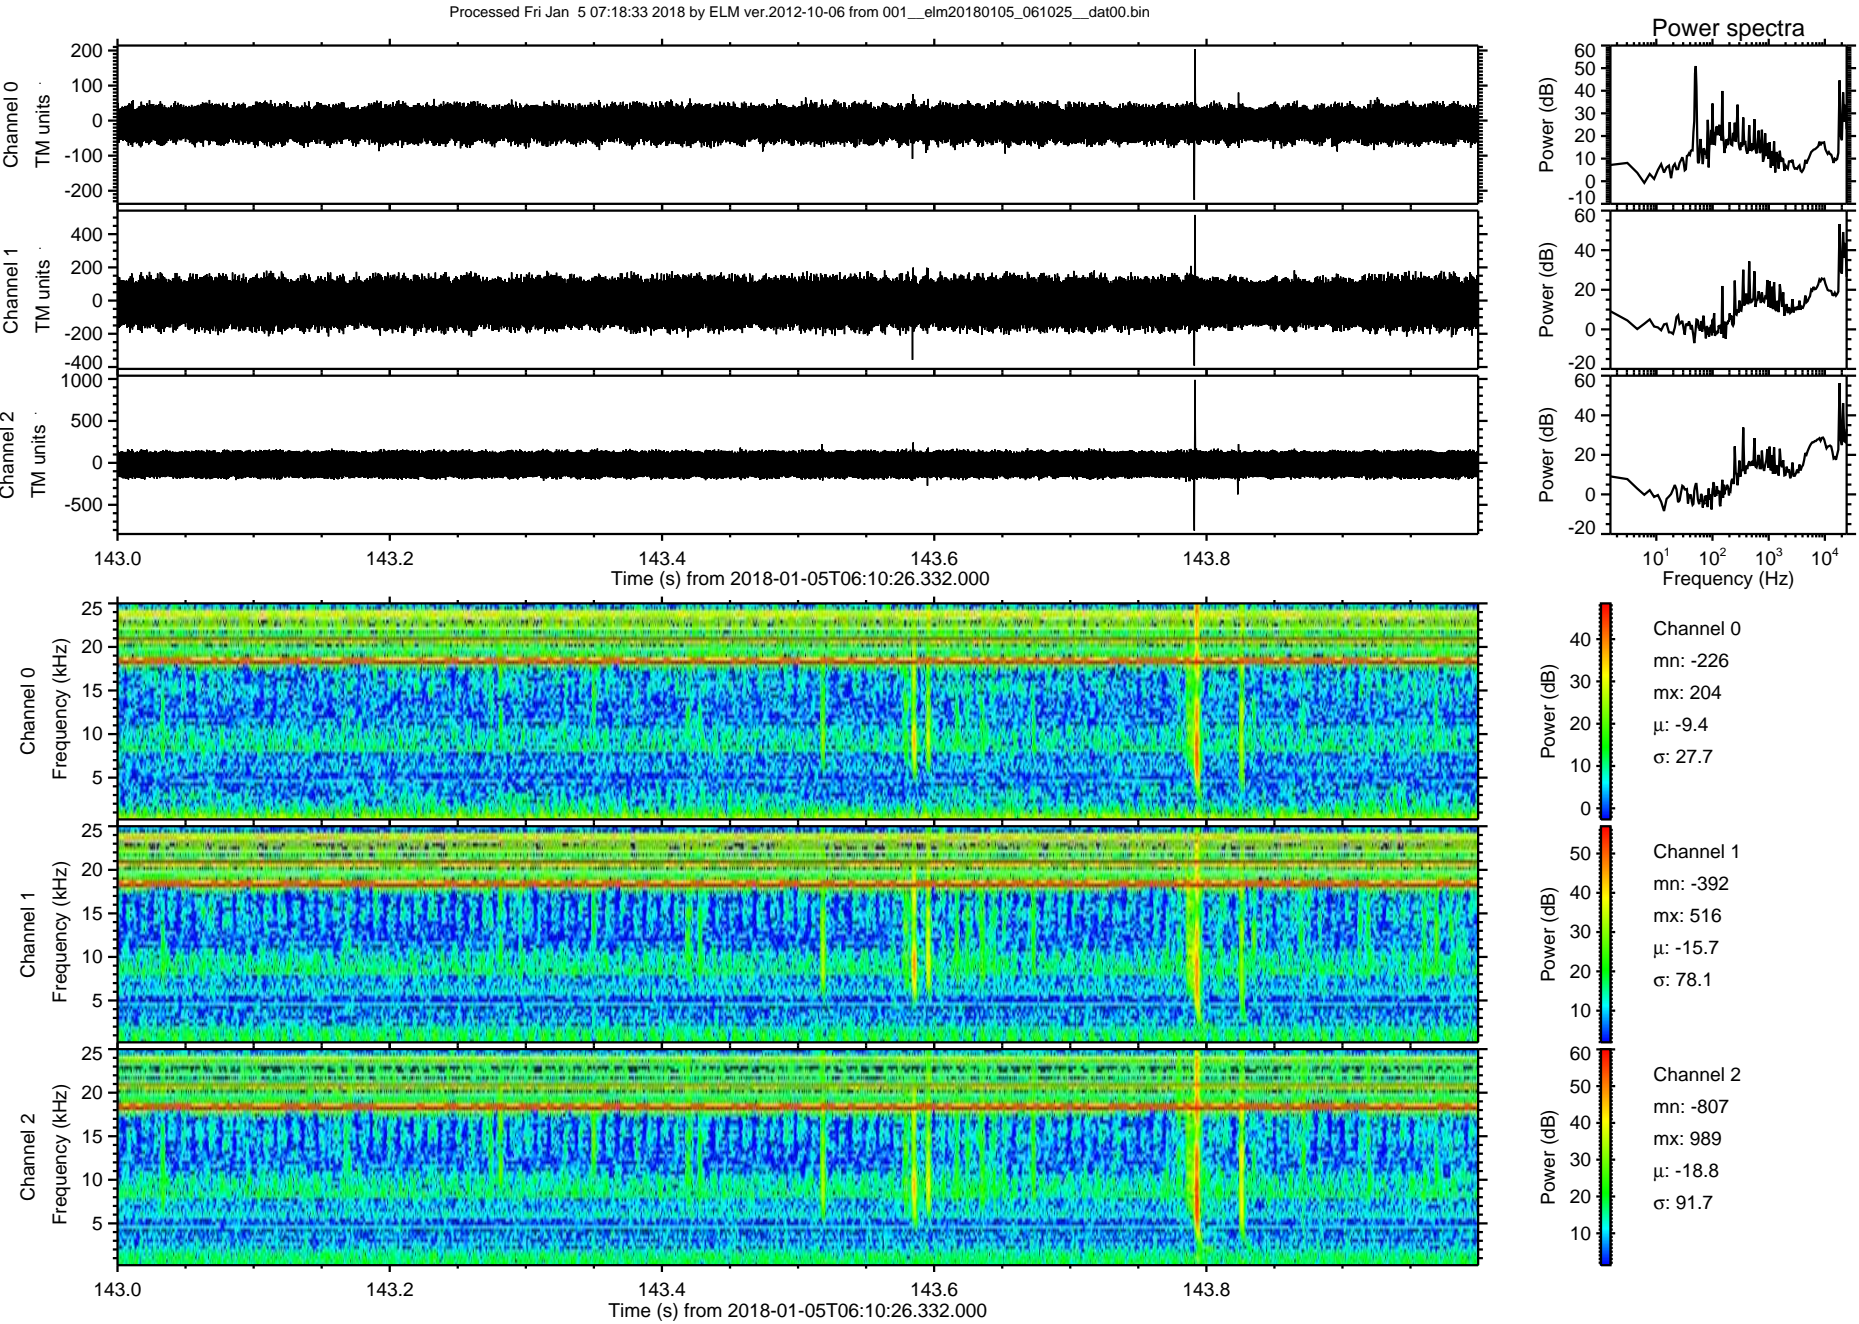 Processed Fri Jan  5 07:18:33 2018 by ELM ver.2012-10-06 from 001__elm20180105_061025__dat00.bin
Power spectra
Channel 0
TM units
200
100
0
-100
-200
Power (dB)
60
50
40
30
20
10
0
-10
Channel 1
TM units
400
200
0
-200
-400
Power (dB)
60
40
20
0
-20
Channel 2
TM units
1000
500
0
-500
Power (dB)
60
40
20
0
-20
143.0 143.2 143.4 143.6 143.8
Time (s) from 2018-01-05T06:10:26.332.000
10¹ 10² 10³ 10⁴
Frequency (Hz)
Channel 0
Frequency (kHz)
25
20
15
10
5
Power (dB)
40
30
20
10
0
Channel 0
mn: -226
mx: 204
μ: -9.4
σ: 27.7
Channel 1
Frequency (kHz)
25
20
15
10
5
Power (dB)
50
40
30
20
10
Channel 1
mn: -392
mx: 516
μ: -15.7
σ: 78.1
Channel 2
Frequency (kHz)
25
20
15
10
5
Power (dB)
60
50
40
30
20
10
Channel 2
mn: -807
mx: 989
μ: -18.8
σ: 91.7
143.0 143.2 143.4 143.6 143.8
Time (s) from 2018-01-05T06:10:26.332.000